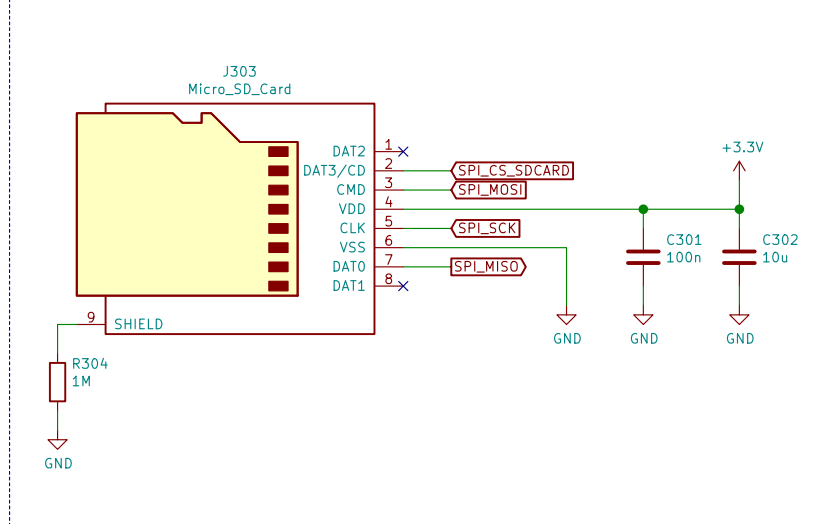 J303
Micro_SD_Card
DAT2 1
DAT3/CD 2 SPI_CS_SDCARD
CMD 3 SPI_MOSI
VDD 4
CLK 5 SPI_SCK
VSS 6
DAT0 7 SPI_MISO
DAT1 8
9 SHIELD
+3.3V
C301
100n
C302
10u
GND
GND
GND
R304
1M
GND